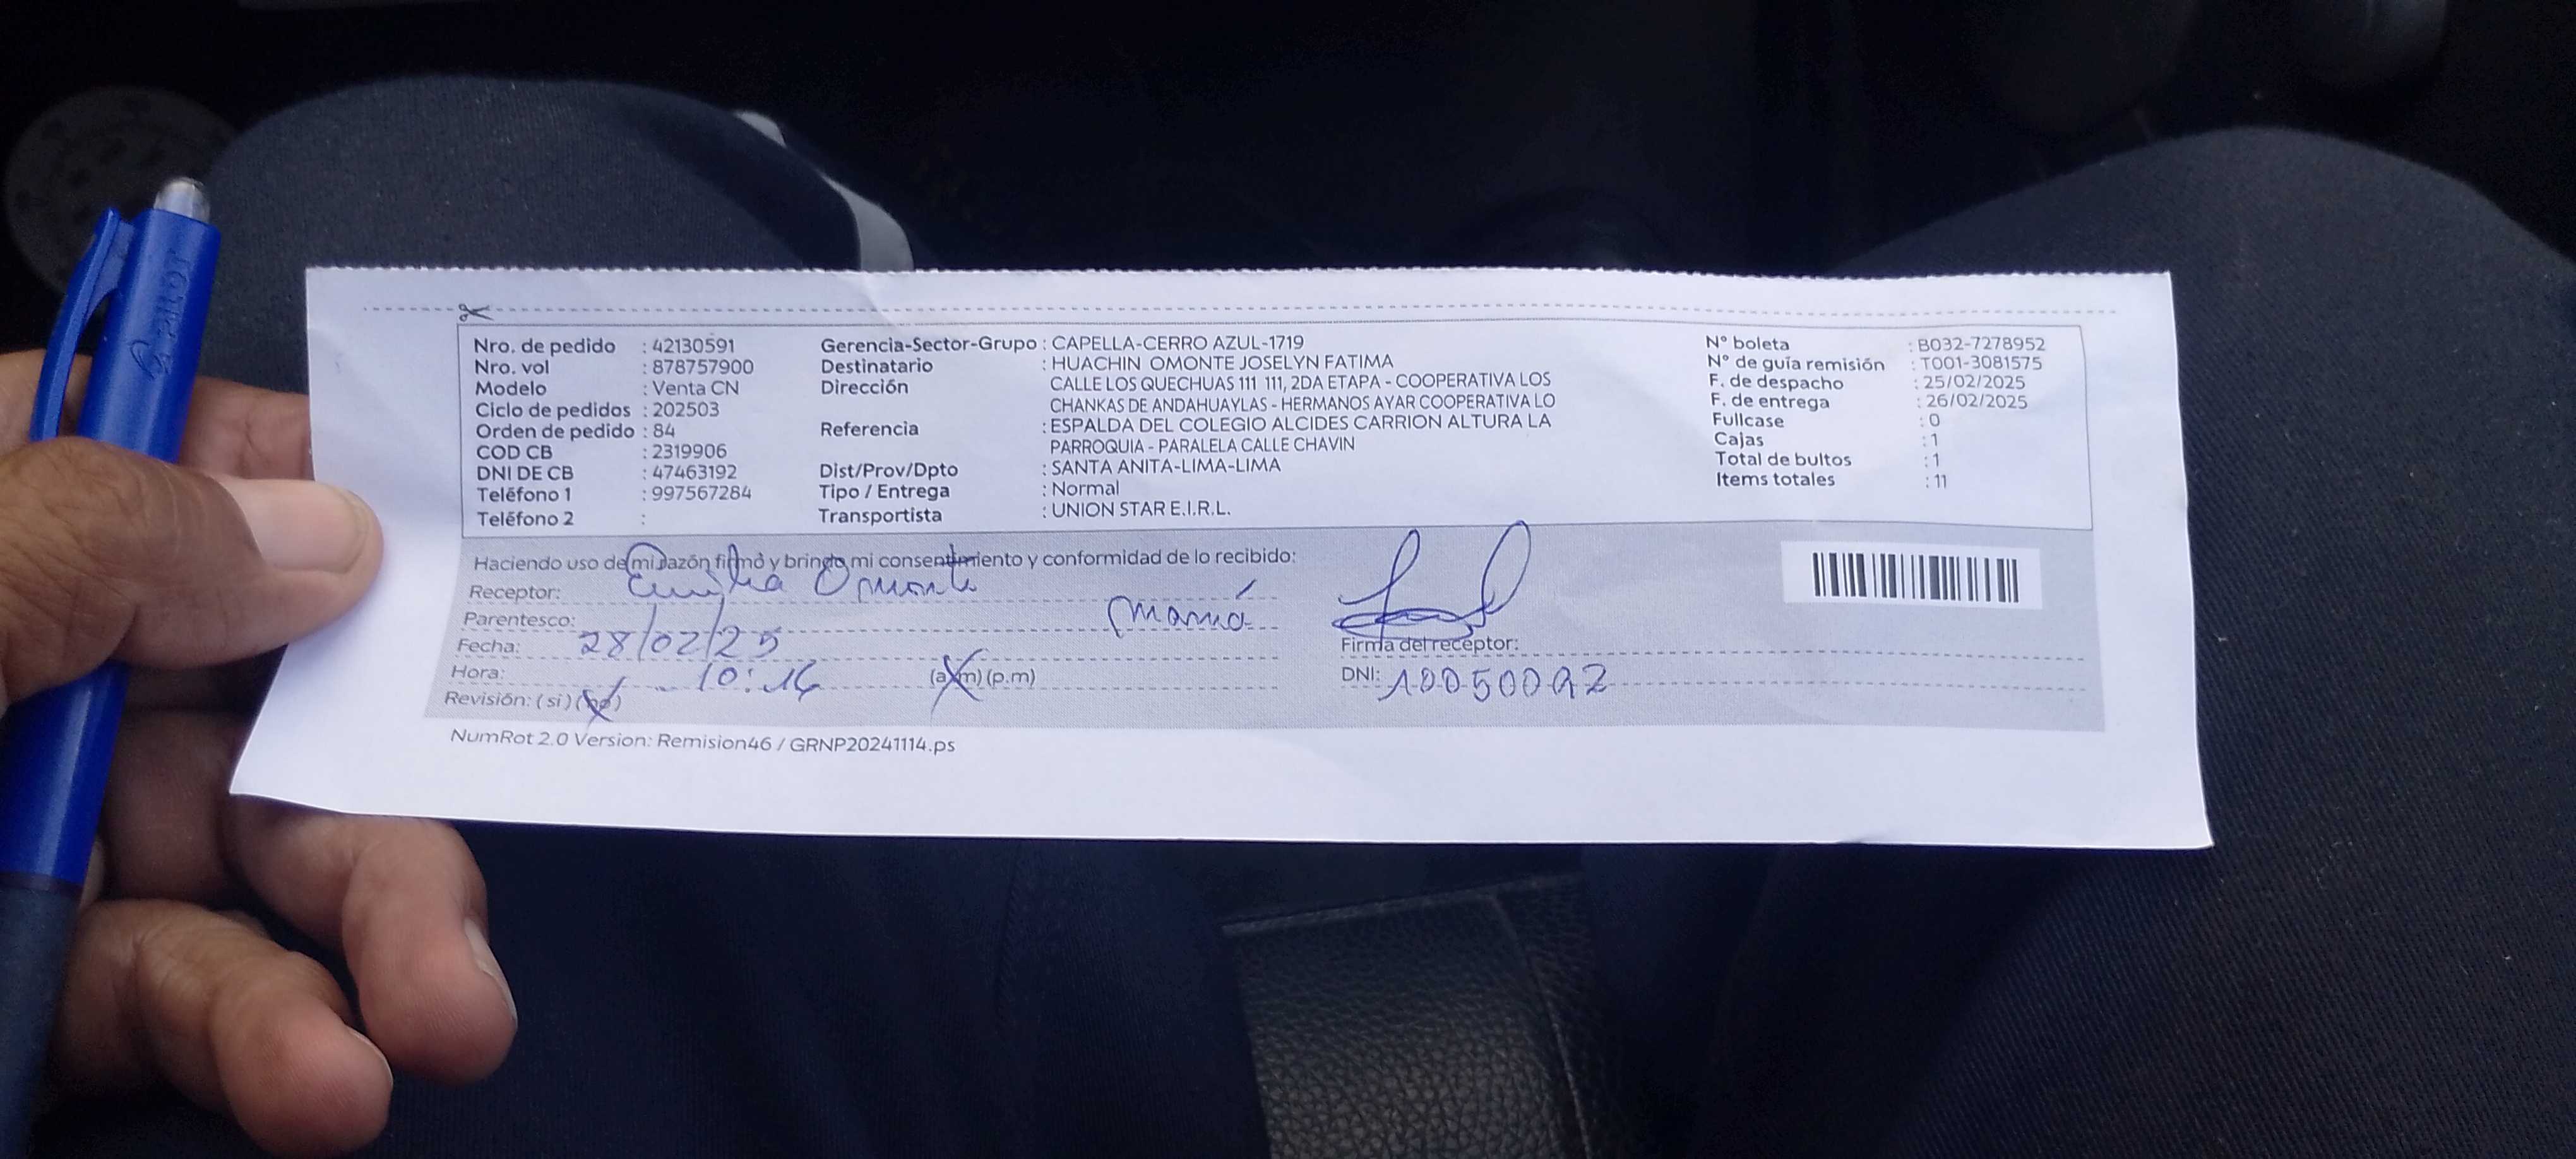 PILOT
Nro. de pedido : 42130591 Gerencia-Sector-Grupo : CAPELLA-CERRO AZUL-1719 N° boleta : B032-7278952
Nro. vol : 878757900 Destinatario : HUACHIN OMONTE JOSELYN FATIMA N° de guía remisión : T001-3081575
Modelo : Venta CN Dirección CALLE LOS QUECHUAS 111 111, 2DA ETAPA - COOPERATIVA LOS F. de despacho : 25/02/2025
Ciclo de pedidos : 202503 CHANKAS DE ANDAHUAYLAS - HERMANOS AYAR COOPERATIVA LO F. de entrega : 26/02/2025
Orden de pedido : 84 Referencia : ESPALDA DEL COLEGIO ALCIDES CARRION ALTURA LA Fullcase : 0
COD CB : 2319906 PARROQUIA - PARALELA CALLE CHAVIN Cajas : 1
DNI DE CB : 47463192 Dist/Prov/Dpto : SANTA ANITA-LIMA-LIMA Total de bultos : 1
Teléfono 1 : 997567284 Tipo / Entrega : Normal Items totales : 11
Teléfono 2 : Transportista : UNION STAR E.I.R.L.
Haciendo uso de mi razón firmo y brindo mi consentimiento y conformidad de lo recibido:
Receptor: Emilia Omonte
Parentesco: Mamá
Fecha: 28/02/25 Firma del receptor:
Hora: 10:14 (a.m) (p.m) DNI:
Revisión: (si) (no)
NumRot 2.0 Version: Remision46 / GRNP20241114.ps